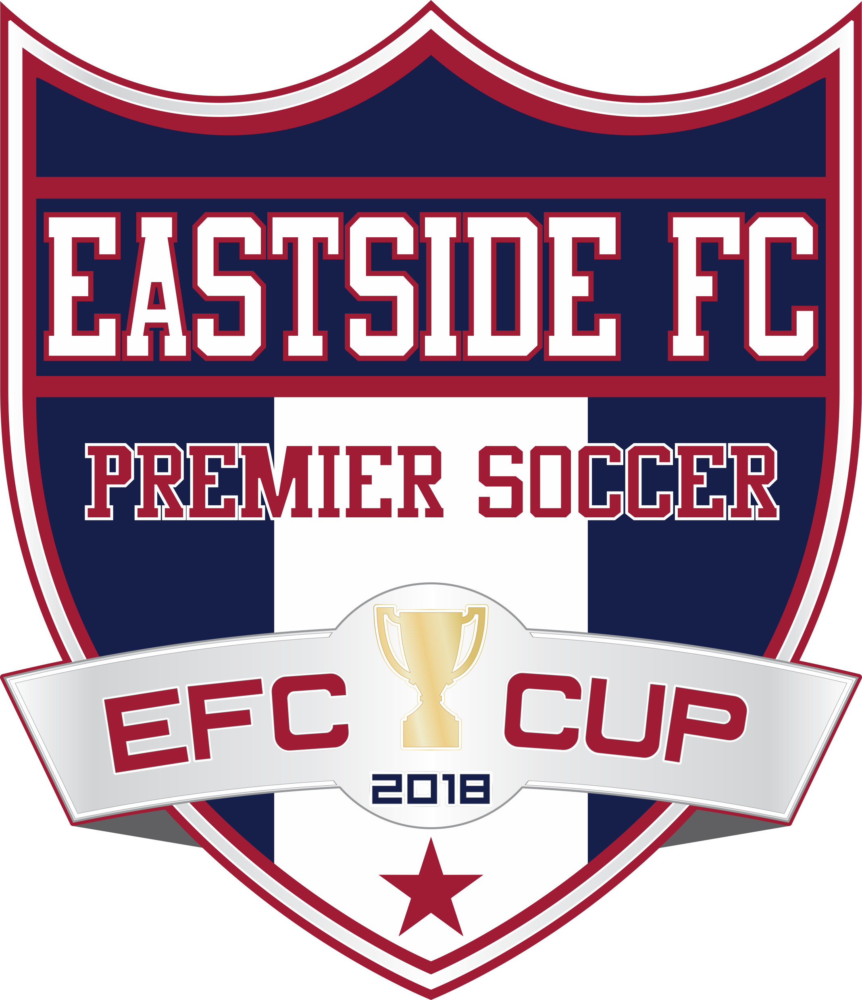 EASTSIDE FC
PREMIER SOCCER
EFC CUP
2018